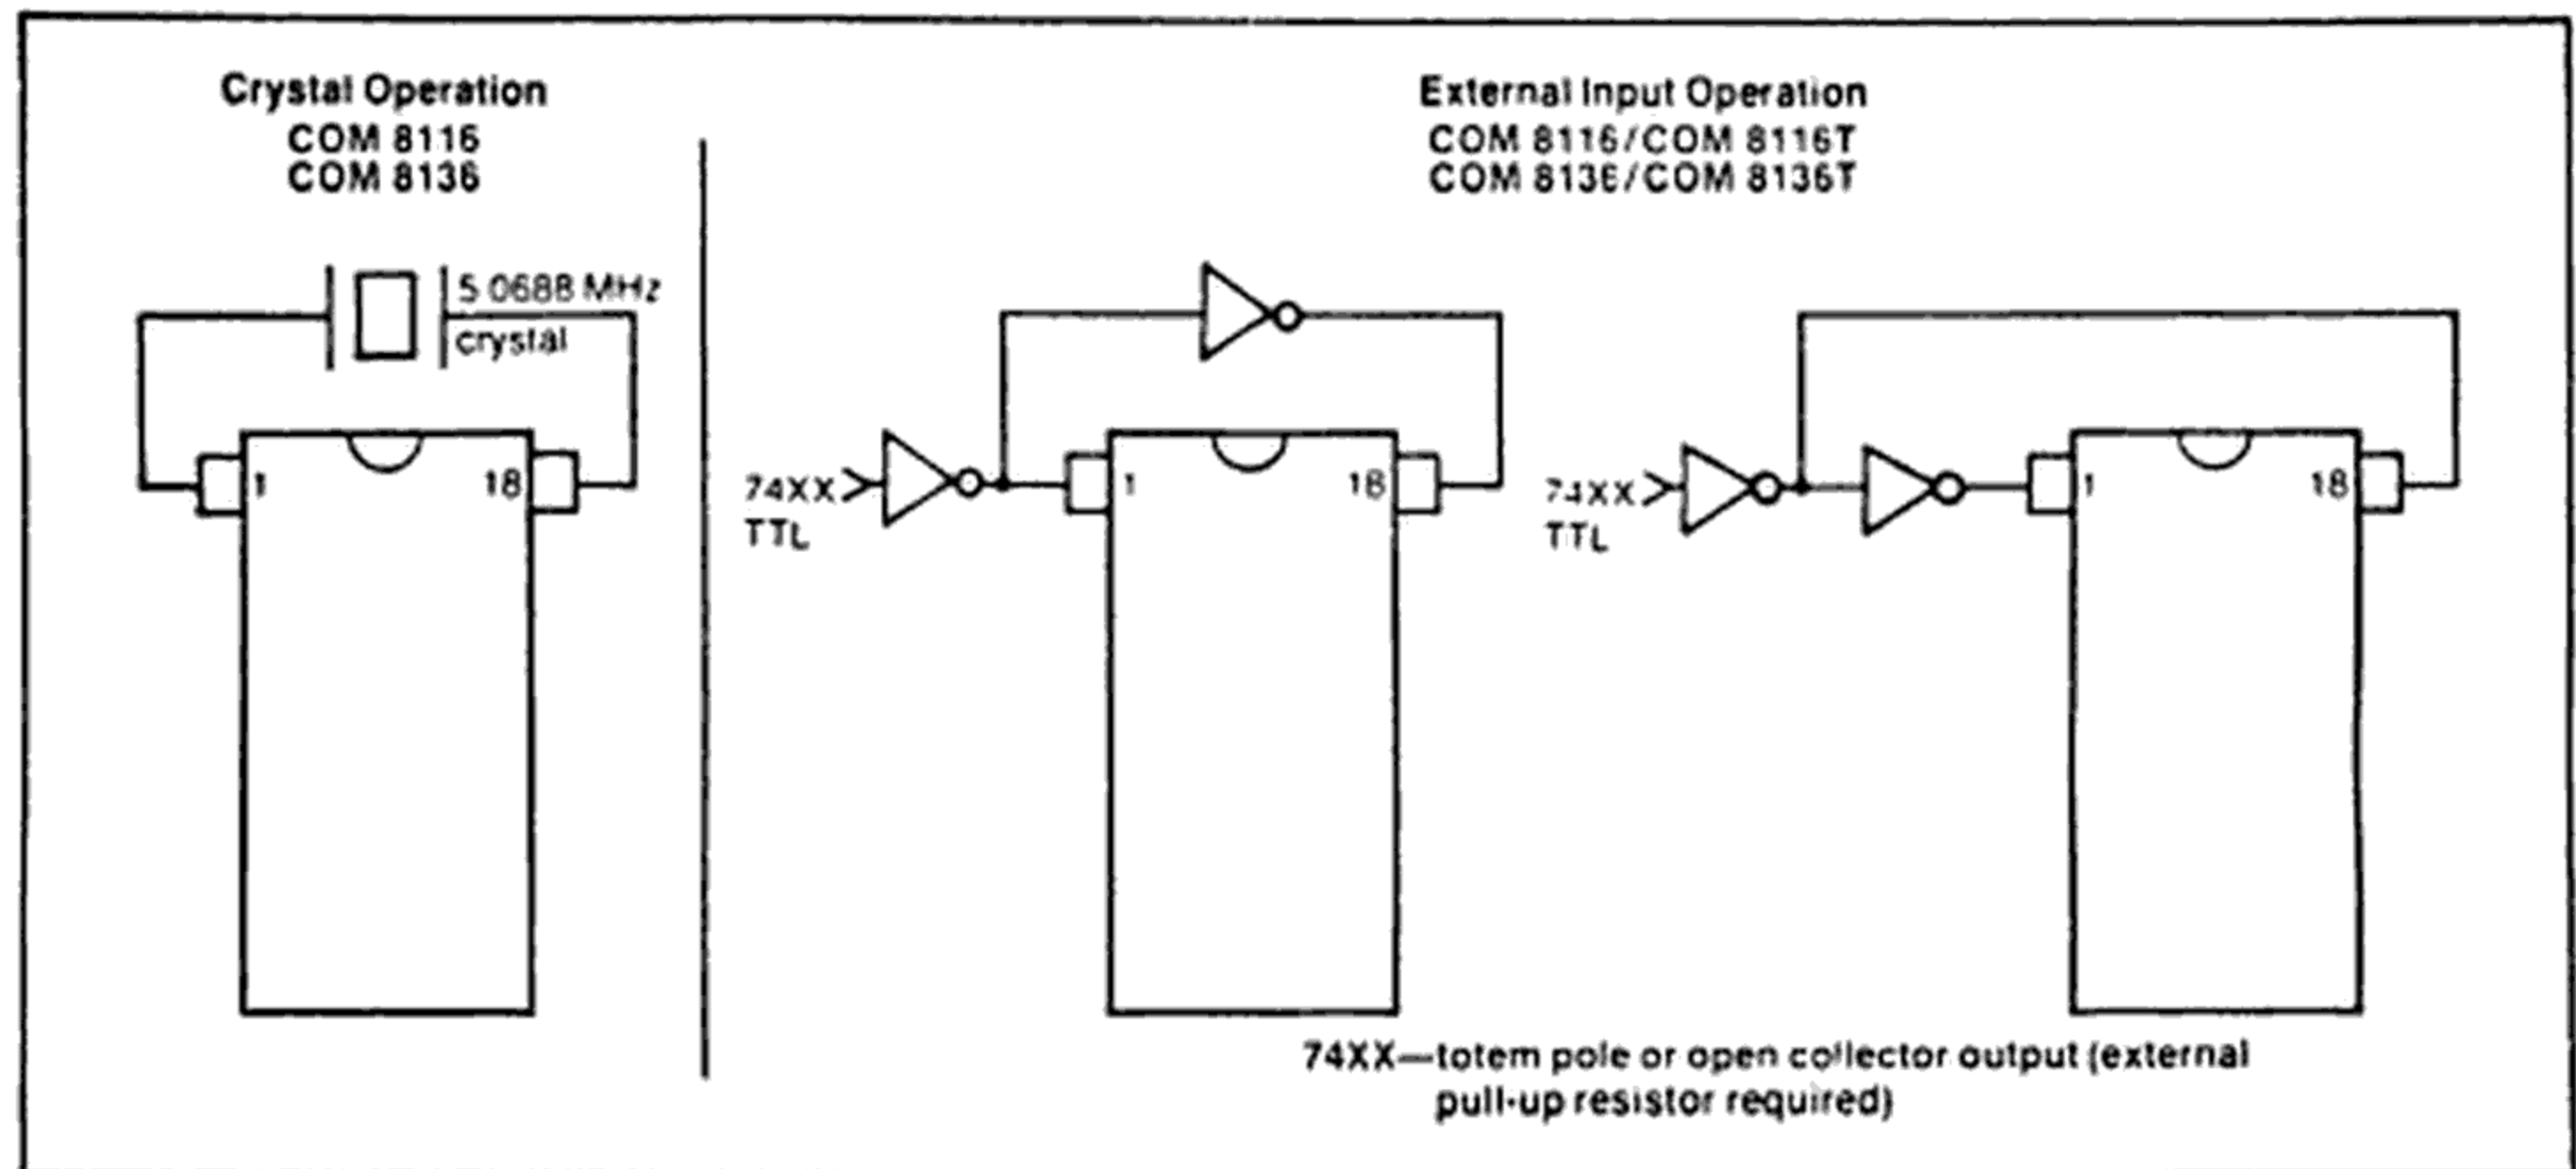 Crystal Operation
COM 8116
COM 8136
5.0688 MHz
crystal
1
18
External Input Operation
COM 8116/COM 8116T
COM 8136/COM 8136T
74XX
TTL
1
18
74XX
TTL
1
18
74XX—totem pole or open collector output (external
pull-up resistor required)